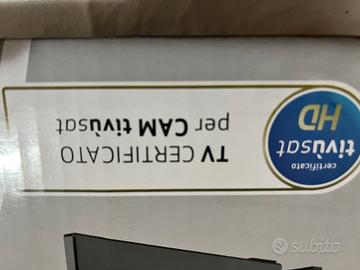 TV CERTIFICATO
per CAM tivùsat
certificato
tivùsat
HD
subito